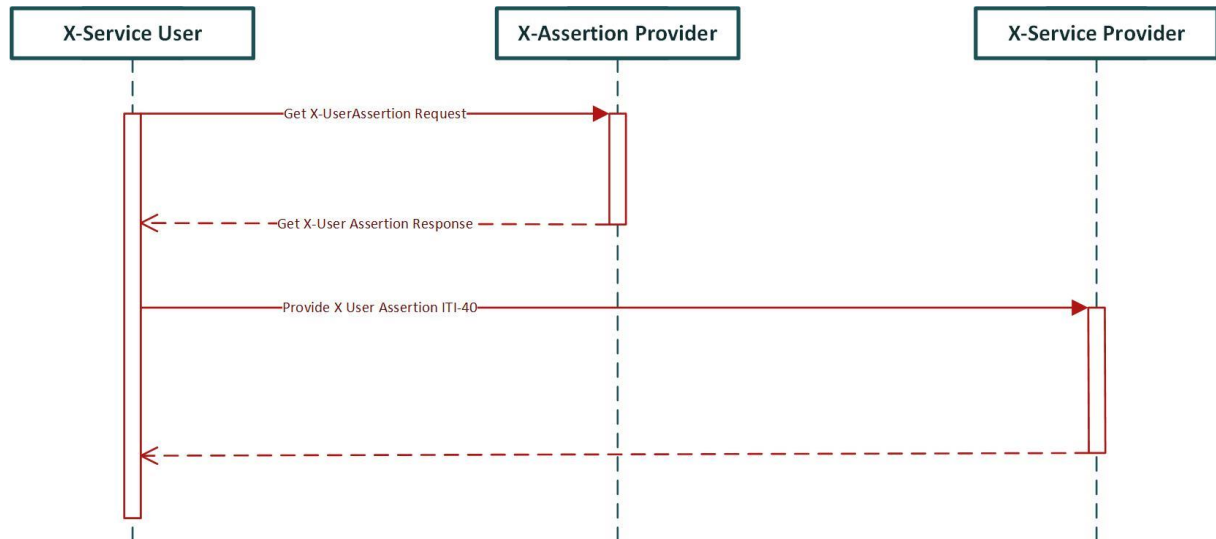 X-Service User
X-Assertion Provider
X-Service Provider
Get X-UserAssertion Request
Get X-User Assertion Response
Provide X User Assertion ITI-40